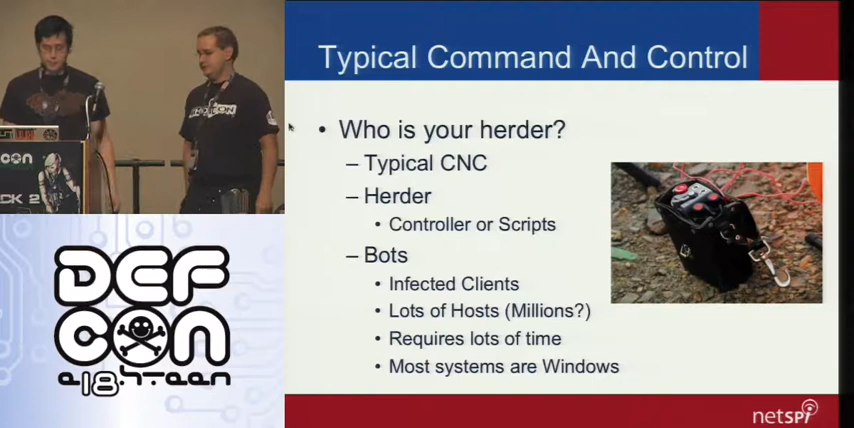 Typical Command And Control
• Who is your herder?
– Typical CNC
– Herder
• Controller or Scripts
– Bots
• Infected Clients
• Lots of Hosts (Millions?)
• Requires lots of time
• Most systems are Windows
netSPI
DEF
CON
e18hteen